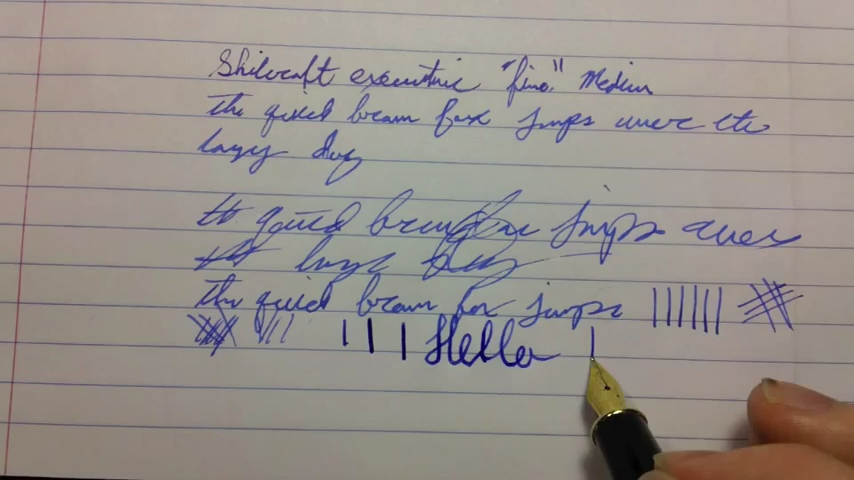 Shilocraft executive "fine" Medium
the quick brown fox jumps over the
lazy dog
the quick brown fox jumps over
the lazy dog
the quick brown fox jumps
Hello